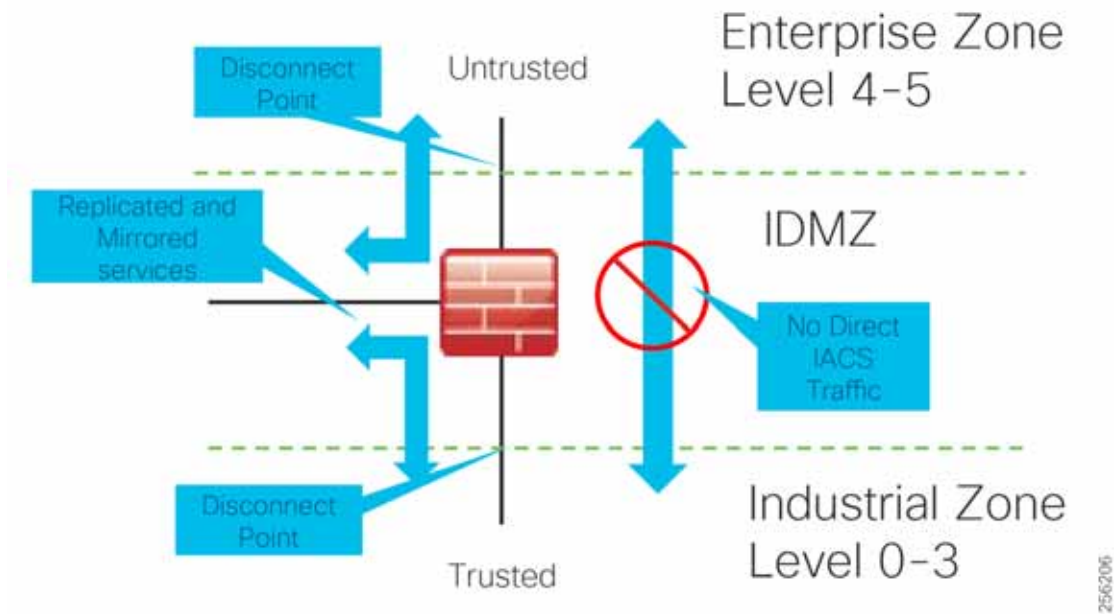 Enterprise Zone
Level 4-5
Disconnect
Point
Untrusted
Replicated and
Mirrored
services
IDMZ
No Direct
IACS
Traffic
Disconnect
Point
Industrial Zone
Level 0-3
Trusted
256206